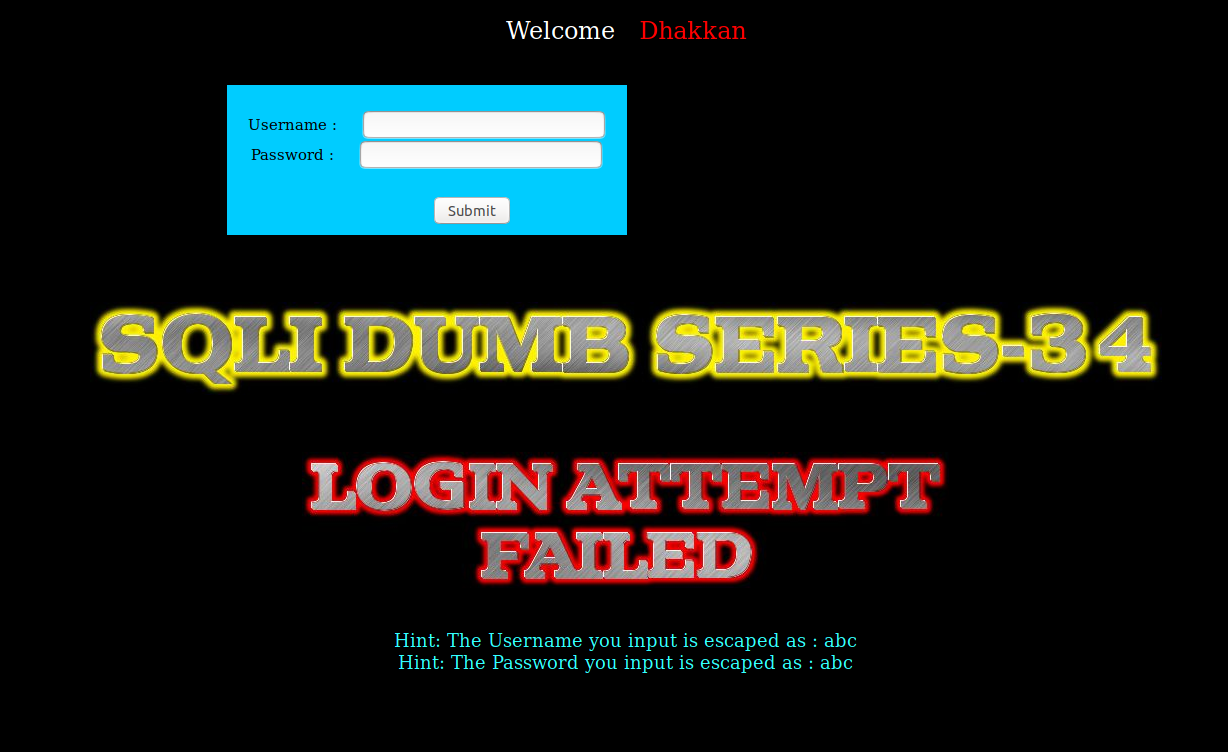 Welcome Dhakkan
Username :
Password :
Submit
SQLI DUMB SERIES-34
LOGIN ATTEMPT
FAILED
Hint: The Username you input is escaped as : abc
Hint: The Password you input is escaped as : abc